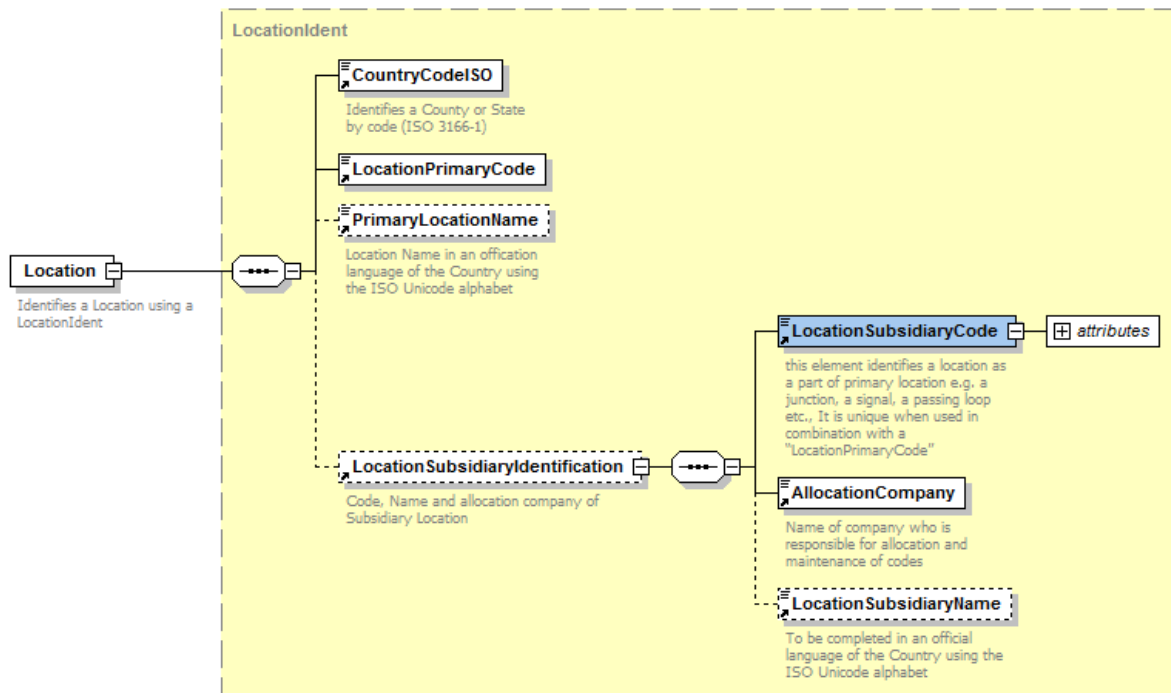 LocationIdent
CountryCodeISO
Identifies a County or State
by code (ISO 3166-1)
LocationPrimaryCode
PrimaryLocationName
Location Name in an offication
language of the Country using
the ISO Unicode alphabet
Location
Identifies a Location using a
LocationIdent
LocationSubsidiaryCode
attributes
this element identifies a location as
a part of primary location e.g. a
junction, a signal, a passing loop
etc., It is unique when used in
combination with a
"LocationPrimaryCode"
LocationSubsidiaryIdentification
Code, Name and allocation company of
Subsidiary Location
AllocationCompany
Name of company who is
responsible for allocation and
maintenance of codes
LocationSubsidiaryName
To be completed in an official
language of the Country using the
ISO Unicode alphabet